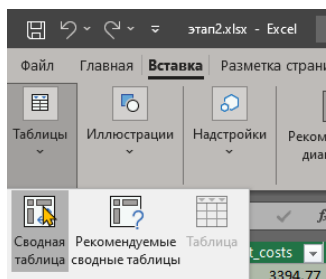 этап2.xlsx - Excel
Файл Главная Вставка Разметка страни
Таблицы Иллюстрации Надстройки Реком
диа
Сводная таблица Рекомендуемые сводные таблицы Таблица
t_costs
3394.77